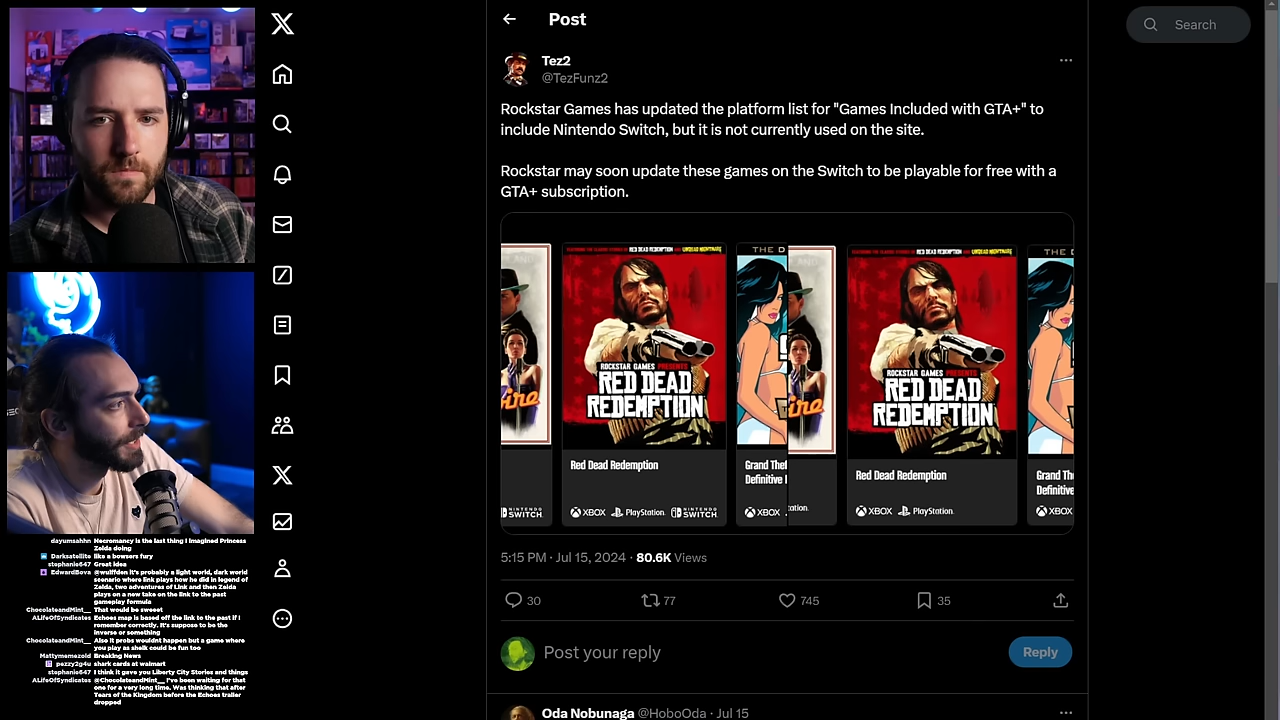 Post
Search
Tez2
@TezFunz2
Rockstar Games has updated the platform list for "Games Included with GTA+" to
include Nintendo Switch, but it is not currently used on the site.
Rockstar may soon update these games on the Switch to be playable for free with a
GTA+ subscription.
THE D
THE D
ROCKSTAR GAMES PRESENTS
RED DEAD
REDEMPTION
ROCKSTAR GAMES PRESENTS
RED DEAD
REDEMPTION
Red Dead Redemption
Grand Thef
Definitive I
Red Dead Redemption
Grand The
Definitive
NINTENDO SWITCH
XBOX PlayStation NINTENDO SWITCH
XBOX
XBOX PlayStation
XBOX
5:15 PM · Jul 15, 2024 · 80.6K Views
30 77 745 35
Post your reply
Reply
Oda Nobunaga @HoboOda · Jul 15
dayumsahhn Necromancy is the last thing I imagined Princess
Zelda doing
Darksatellite like a bowsers fury
stephanie647 Great idea
EdwardBova @wulffden it's probably a light world, dark world
scenario where link plays how he did in legend of
Zelda, two adventures of Link and then Zelda
plays on a new take on the link to the past
gameplay formula
ChocolateandMint__ That would be sweeet
ALifeOfSyndicates Echoes map is based off the link to the past if I
remember correctly. It's suppose to be the
inverse or something
ChocolateandMint__ Also it probs wouldnt happen but a game where
you play as sheik could be fun too
Mattymemezoid Breaking News
pezzy2g4u shark cards at walmart
stephanie647 I think it gave you Liberty City Stories and things
ALifeOfSyndicates @ChocolateandMint__ I've been waiting for that
one for a very long time. Was thinking that after
Tears of the Kingdom before the Echoes trailer
dropped